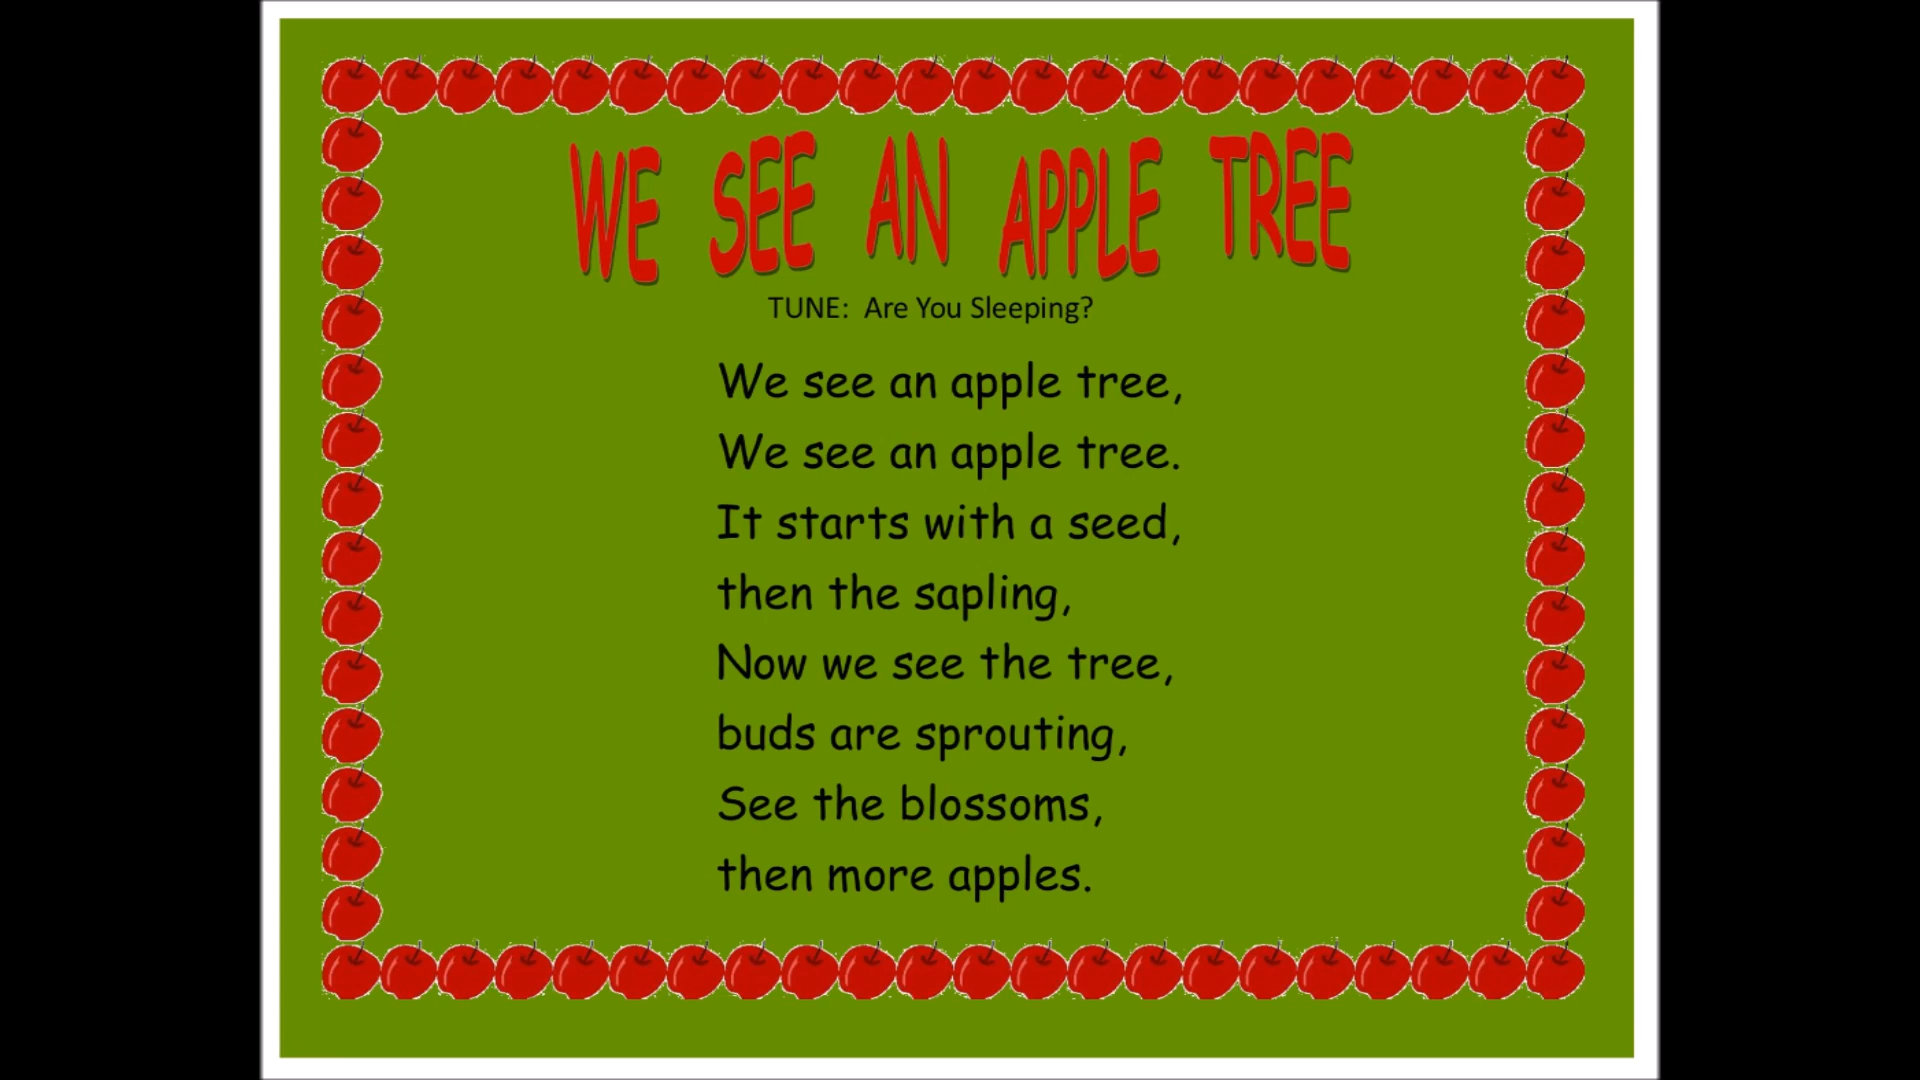 WE SEE AN APPLE TREE
TUNE: Are You Sleeping?
We see an apple tree,
We see an apple tree.
It starts with a seed,
then the sapling,
Now we see the tree,
buds are sprouting,
See the blossoms,
then more apples.